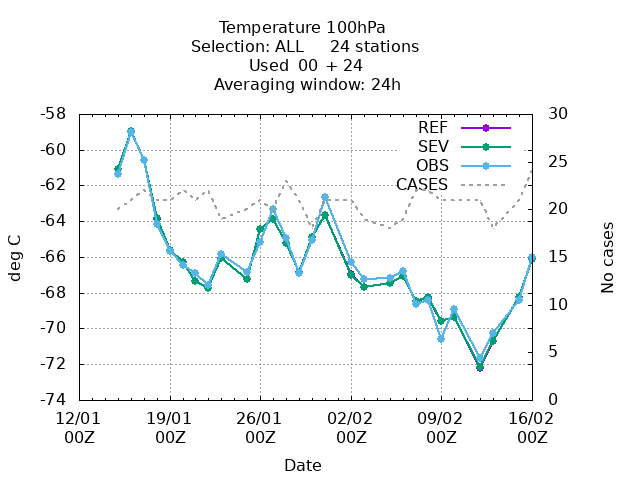 Temperature 100hPa
Selection: ALL     24 stations
Used  00 + 24
Averaging window: 24h
-58
-60
-62
-64
-66
-68
-70
-72
-74
deg C
30
25
20
15
10
5
0
No cases
REF
SEV
OBS
CASES
12/01 19/01 26/01 02/02 09/02 16/02
00Z 00Z 00Z 00Z 00Z 00Z
Date